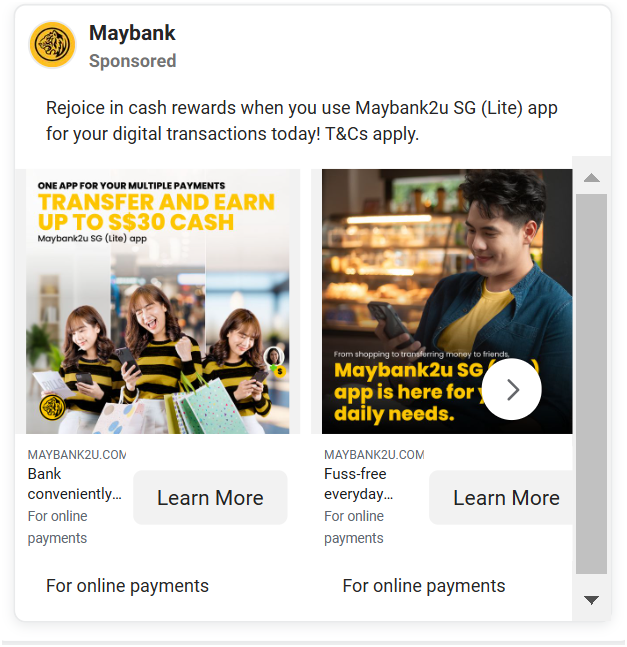 Maybank
Sponsored
Rejoice in cash rewards when you use Maybank2u SG (Lite) app
for your digital transactions today! T&Cs apply.
ONE APP FOR YOUR MULTIPLE PAYMENTS
TRANSFER AND EARN
UP TO S$30 CASH
Maybank2u SG (Lite) app
From shopping to transferring money to friends,
Maybank2u SG
app is here for
daily needs.
MAYBANK2U.COM
Bank
conveniently...
For online
payments
Learn More
MAYBANK2U.COM
Fuss-free
everyday...
For online
payments
Learn More
For online payments
For online payments